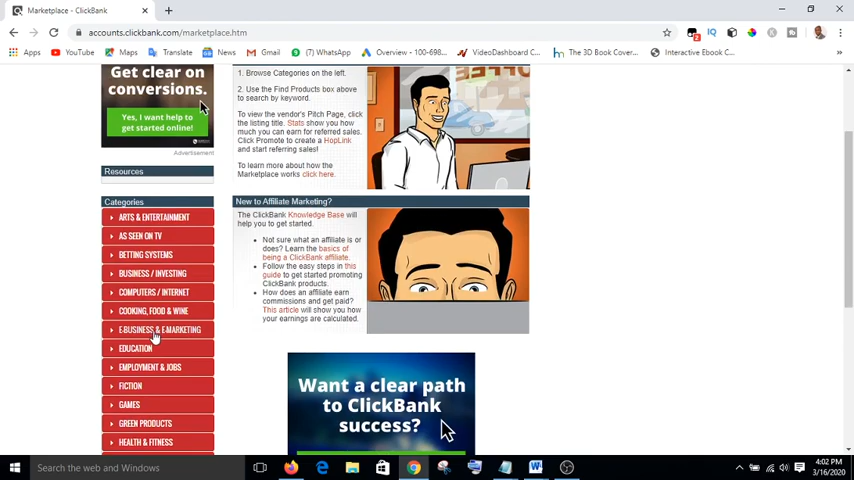 Marketplace - ClickBank
accounts.clickbank.com/marketplace.htm
Apps
YouTube
Maps
Translate
News
Gmail
(7) WhatsApp
Overview - 100-698...
VideoDashboard C...
The 3D Book Cover...
Interactive Ebook C...
Get clear on
conversions.
Yes, I want help to
get started online!
Advertisement
Resources
Categories
ARTS & ENTERTAINMENT
AS SEEN ON TV
BETTING SYSTEMS
BUSINESS / INVESTING
COMPUTERS / INTERNET
COOKING, FOOD & WINE
E-BUSINESS & E-MARKETING
EDUCATION
EMPLOYMENT & JOBS
FICTION
GAMES
GREEN PRODUCTS
HEALTH & FITNESS
1. Browse Categories on the left.
2. Use the Find Products box above
to search by keyword.
To view the vendor's Pitch Page, click
the listing title. Stats show you how
much you can earn for referred sales.
Click Promote to create a HopLink
and start referring sales!
To learn more about how the
Marketplace works click here.
New to Affiliate Marketing?
The ClickBank Knowledge Base will
help you to get started.
Not sure what an affiliate is or
does? Learn the basics of
being a ClickBank affiliate.
Follow the easy steps in this
guide to get started promoting
ClickBank products.
How does an affiliate earn
commissions and get paid?
This article will show you how
your earnings are calculated.
Want a clear path
to ClickBank
success?
Search the web and Windows
4:02 PM
3/16/2020